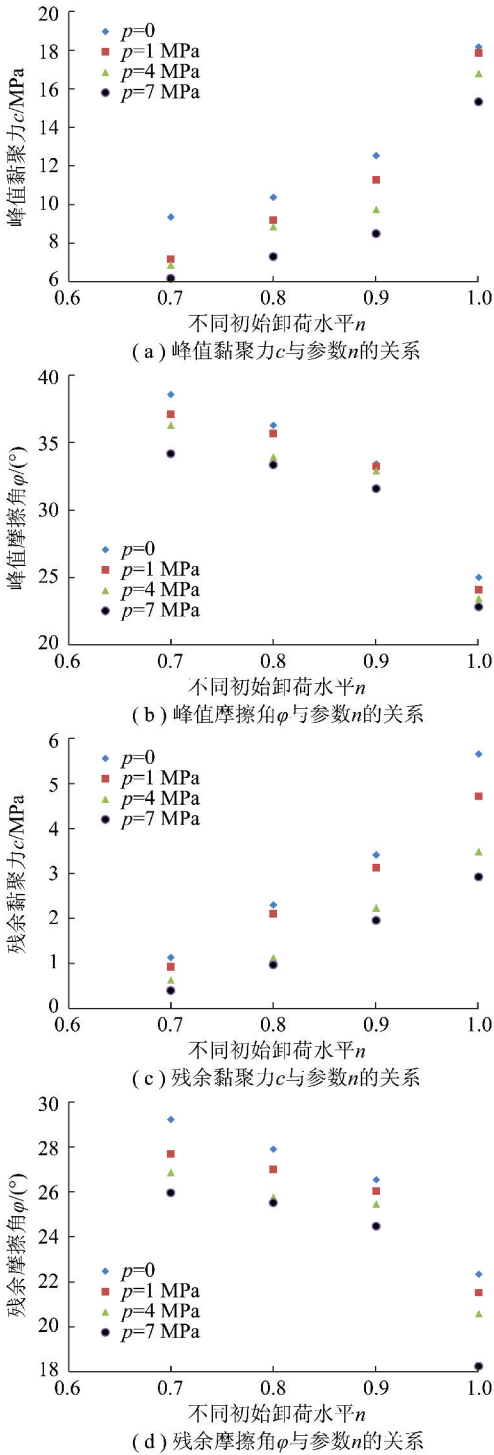 峰值黏聚力c/MPa
20
18
16
14
12
10
8
6
p=0
p=1 MPa
p=4 MPa
p=7 MPa
0.6 0.7 0.8 0.9 1.0
不同初始卸荷水平n
( a ) 峰值黏聚力c与参数n的关系
峰值摩擦角φ/(°)
40
35
30
25
20
p=0
p=1 MPa
p=4 MPa
p=7 MPa
0.6 0.7 0.8 0.9 1.0
不同初始卸荷水平n
( b ) 峰值摩擦角φ与参数n的关系
残余黏聚力c/MPa
6
5
4
3
2
1
0
p=0
p=1 MPa
p=4 MPa
p=7 MPa
0.6 0.7 0.8 0.9 1.0
不同初始卸荷水平n
( c ) 残余黏聚力c与参数n的关系
残余摩擦角φ/(°)
30
28
26
24
22
20
18
p=0
p=1 MPa
p=4 MPa
p=7 MPa
0.6 0.7 0.8 0.9 1.0
不同初始卸荷水平n
( d ) 残余摩擦角φ与参数n的关系